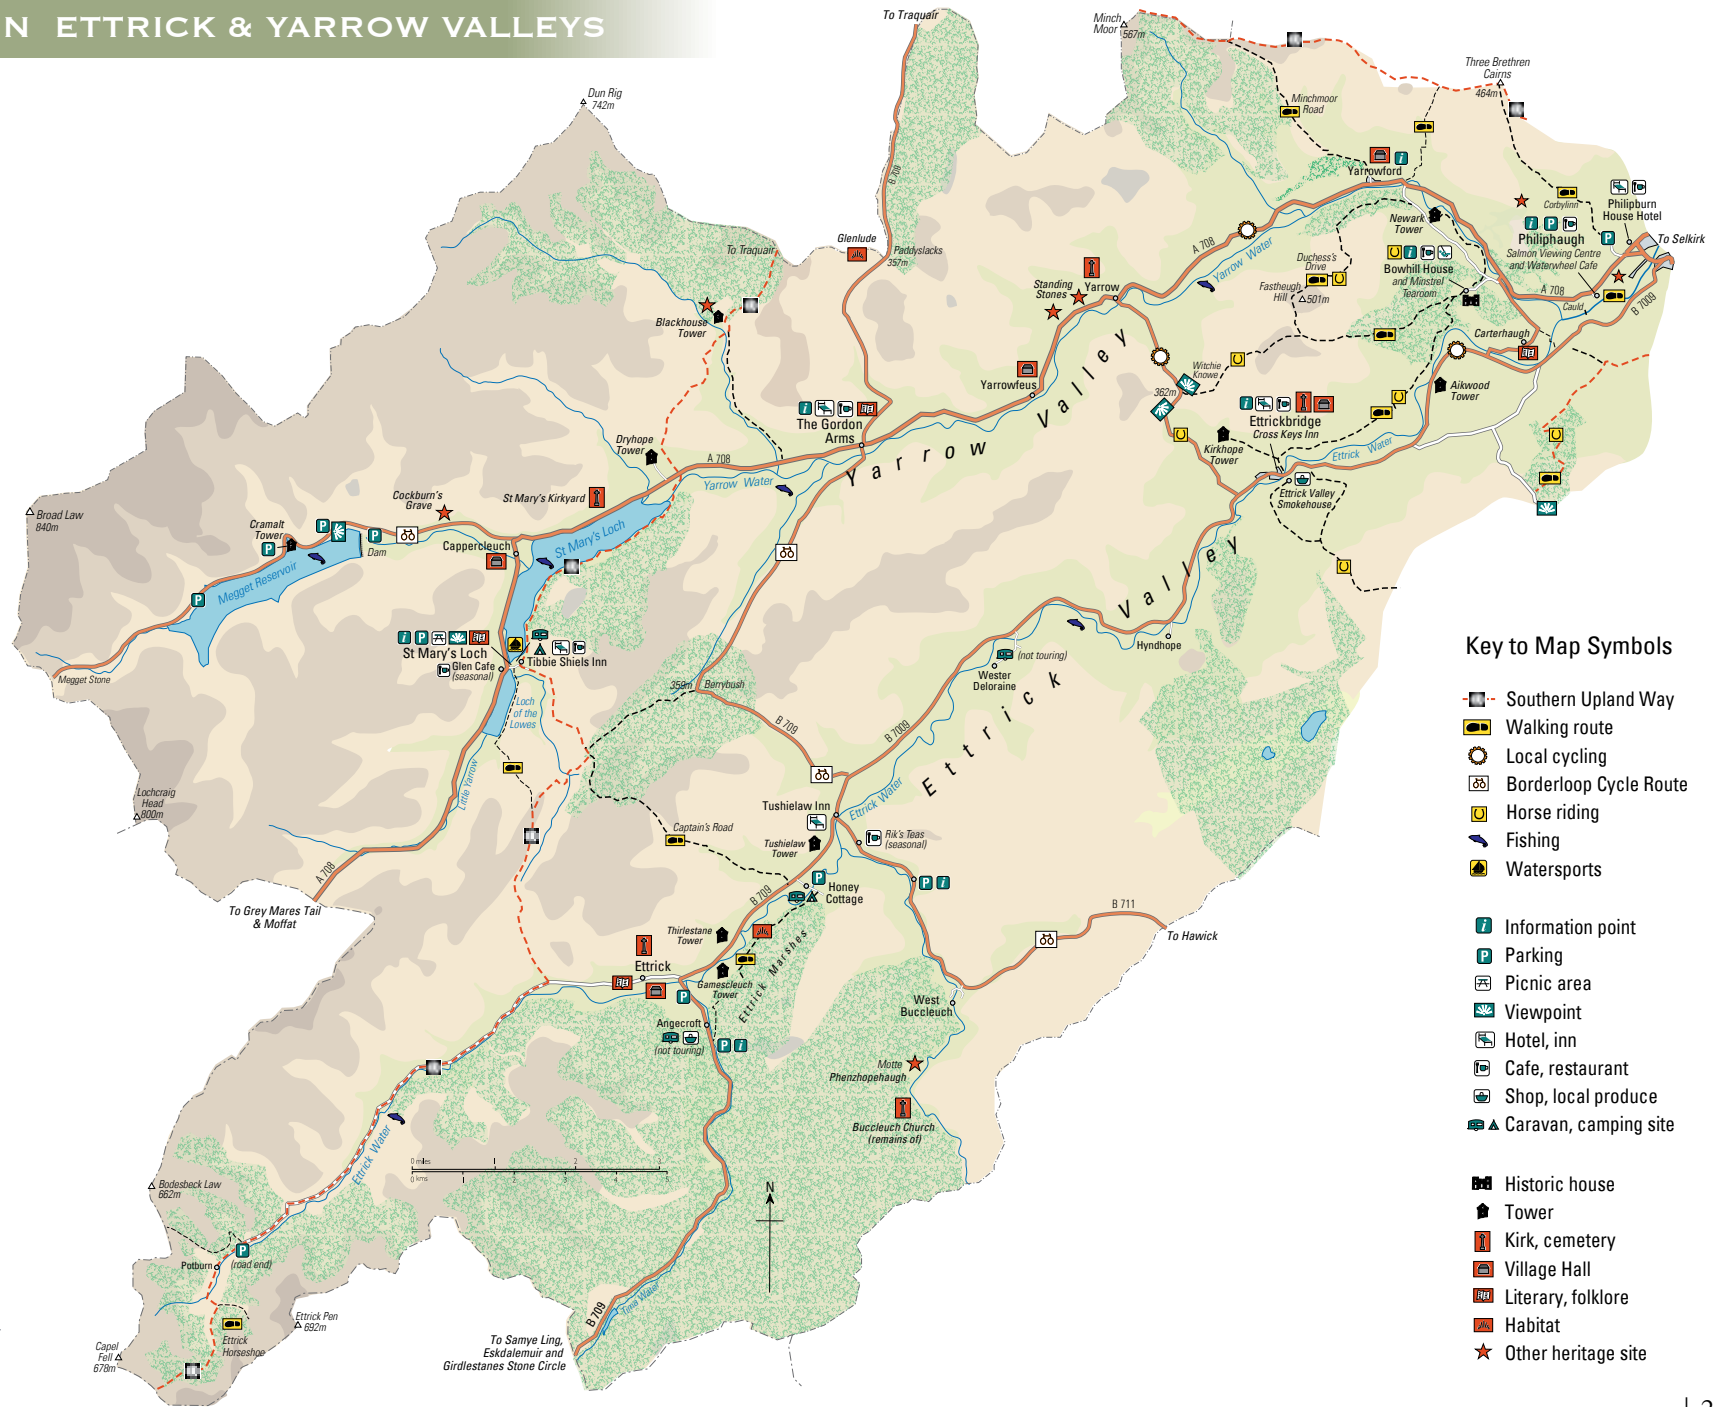 N ETTRICK & YARROW VALLEYS
To Traquair
Minch
Moor
567m
Three Brethren
Cairns
464m
Dun Rig
742m
Minchmoor
Road
B 709
Yarrowford
Corbylinn
Philipburn
House Hotel
Newark
Tower
Philiphaugh
Salmon Viewing Centre
and Waterwheel Cafe
To Selkirk
To Traquair
Glenlude
Paddyslacks
357m
A 708
Yarrow Water
Duchess's
Drive
Bowhill House
and Minstrel
Tearoom
Fastheugh
Hill
501m
A 708
Cauld
B 7009
Standing
Stones
Yarrow
Blackhouse
Tower
Carterhaugh
Yarrowfeus
Witchie
Knowe
362m
Aikwood
Tower
The Gordon
Arms
Ettrickbridge
Cross Keys Inn
Kirkhope
Tower
Ettrick Water
Yarrow Valley
Dryhope
Tower
A 708
Yarrow Water
Ettrick Valley
Smokehouse
Cockburn's
Grave
St Mary's Kirkyard
Broad Law
840m
Cramalt
Tower
Dam
Cappercleuch
St Mary's Loch
Megget Reservoir
Megget Stone
St Mary's Loch
Glen Cafe
(seasonal)
Tibbie Shiels Inn
Loch
of the
Lowes
359m
Berrybush
Hyndhope
(not touring)
Wester
Deloraine
Ettrick Valley
B 709
B 7009
Little Yarrow
Lochcraig
Head
800m
Tushielaw Inn
Ettrick Water
Captain's Road
Tushielaw
Tower
Rik's Teas
(seasonal)
A 708
To Grey Mares Tail
& Moffat
B 709
Honey
Cottage
B 711
To Hawick
Thirlestane
Tower
Ettrick Marshes
Ettrick
Gamescleuch
Tower
West
Buccleuch
Angecroft
(not touring)
Motte
Phenzhopehaugh
Buccleuch Church
(remains of)
Ettrick Water
0 miles 1 2 3
0 kms 1 2 3 4 5
N
Bodesbeck Law
662m
Potburn
(road end)
Ettrick Pen
692m
Ettrick
Horseshoe
Capel
Fell
678m
B 709
Tima Water
To Samye Ling,
Eskdalemuir and
Girdlestanes Stone Circle
Key to Map Symbols
Southern Upland Way
Walking route
Local cycling
Borderloop Cycle Route
Horse riding
Fishing
Watersports
Information point
Parking
Picnic area
Viewpoint
Hotel, inn
Cafe, restaurant
Shop, local produce
Caravan, camping site
Historic house
Tower
Kirk, cemetery
Village Hall
Literary, folklore
Habitat
Other heritage site